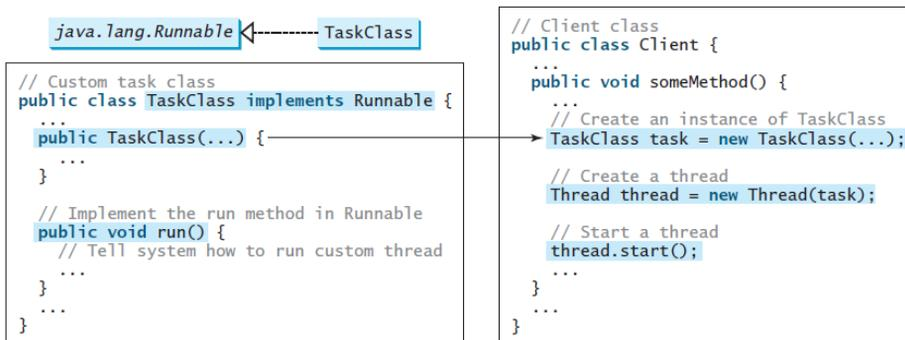 java.lang.Runnable
TaskClass
// Custom task class
public class TaskClass implements Runnable {
...
public TaskClass(...) {
...
}
// Implement the run method in Runnable
public void run() {
// Tell system how to run custom thread
...
}
...
}
// Client class
public class Client {
...
public void someMethod() {
...
// Create an instance of TaskClass
TaskClass task = new TaskClass(...);
// Create a thread
Thread thread = new Thread(task);
// Start a thread
thread.start();
...
}
...
}